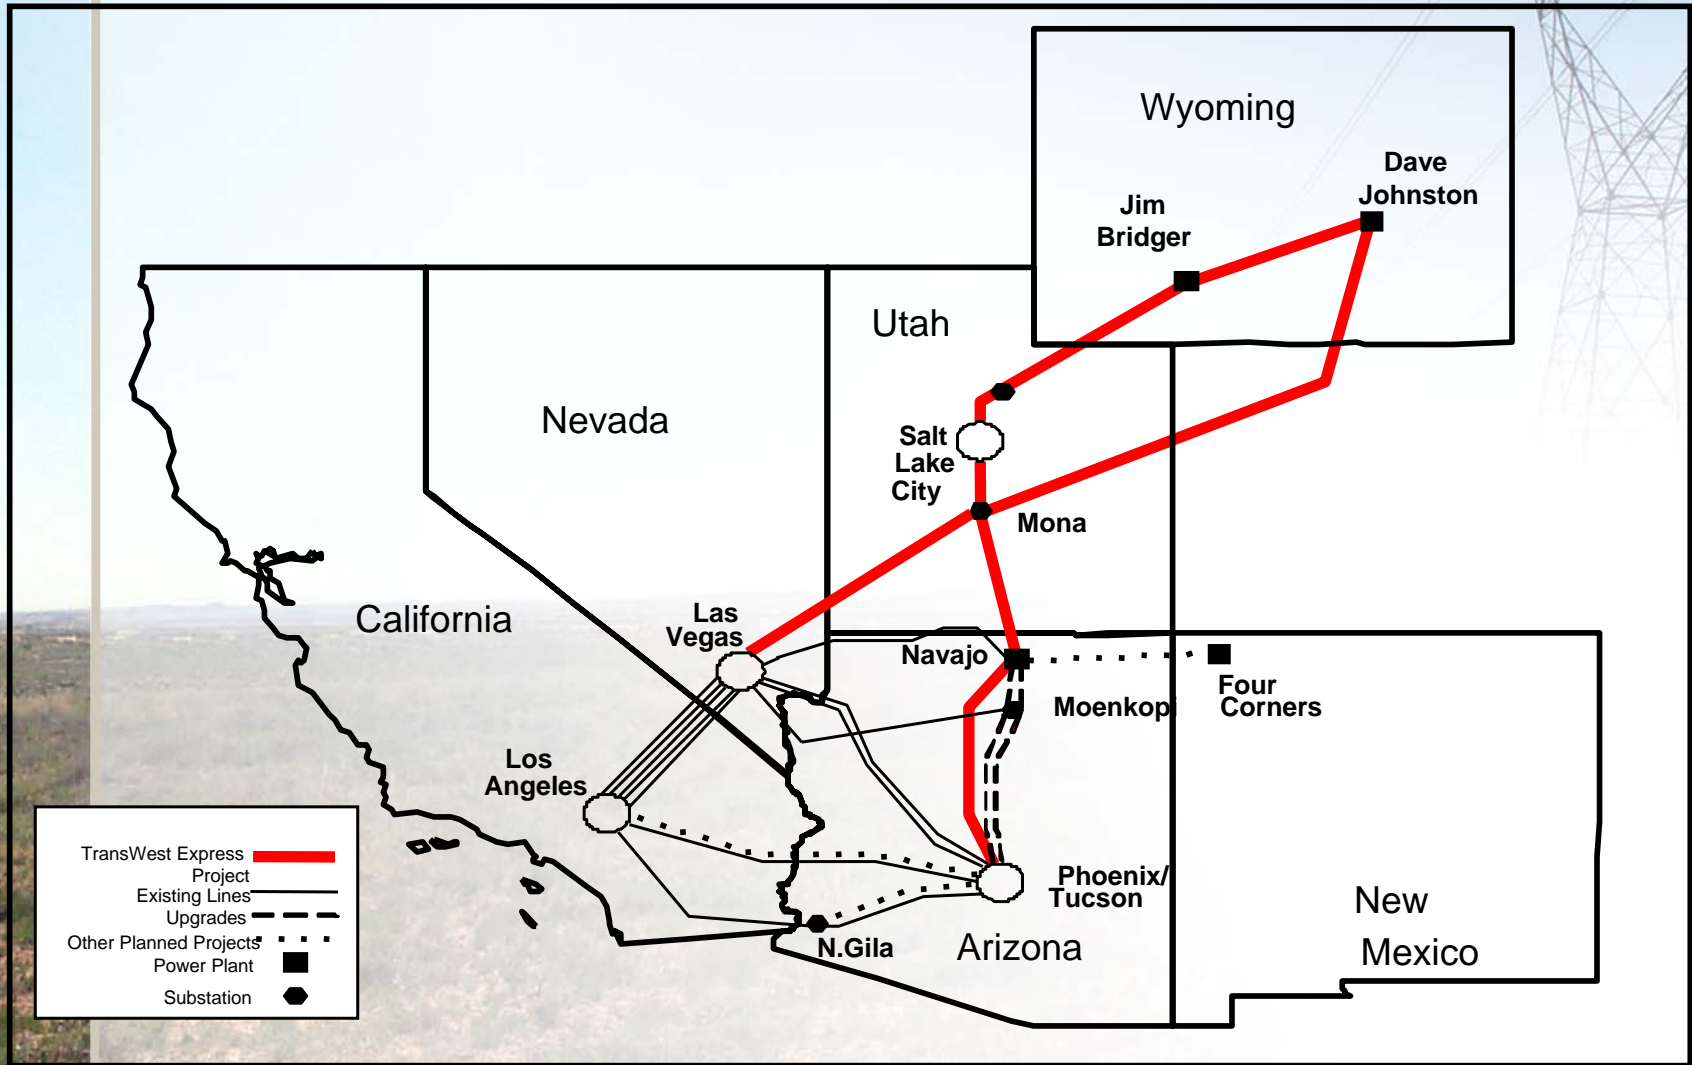 Wyoming
Dave
Johnston
Jim
Bridger
Utah
Nevada
Salt
Lake
City
Mona
California
Las
Vegas
Navajo
Four
Corners
Moenkopi
Los
Angeles
Phoenix/
Tucson
New
Mexico
N.Gila
Arizona
TransWest Express
Project
Existing Lines
Upgrades
Other Planned Projects
Power Plant
Substation